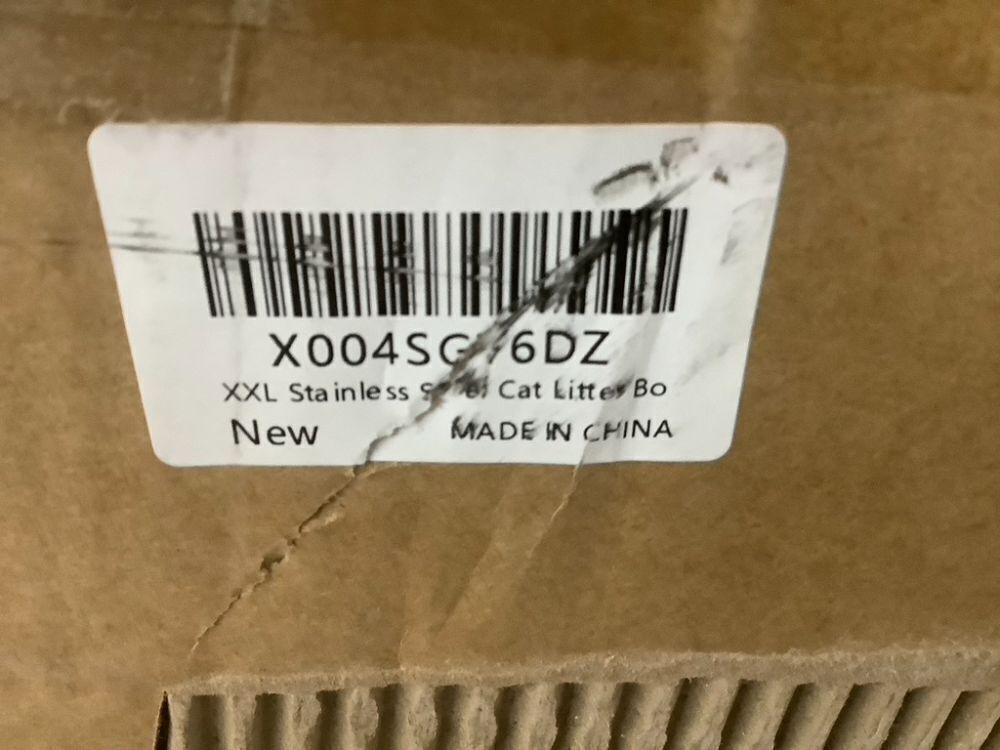 XXL Stainless Cat Litter Bo
New MADE IN CHINA